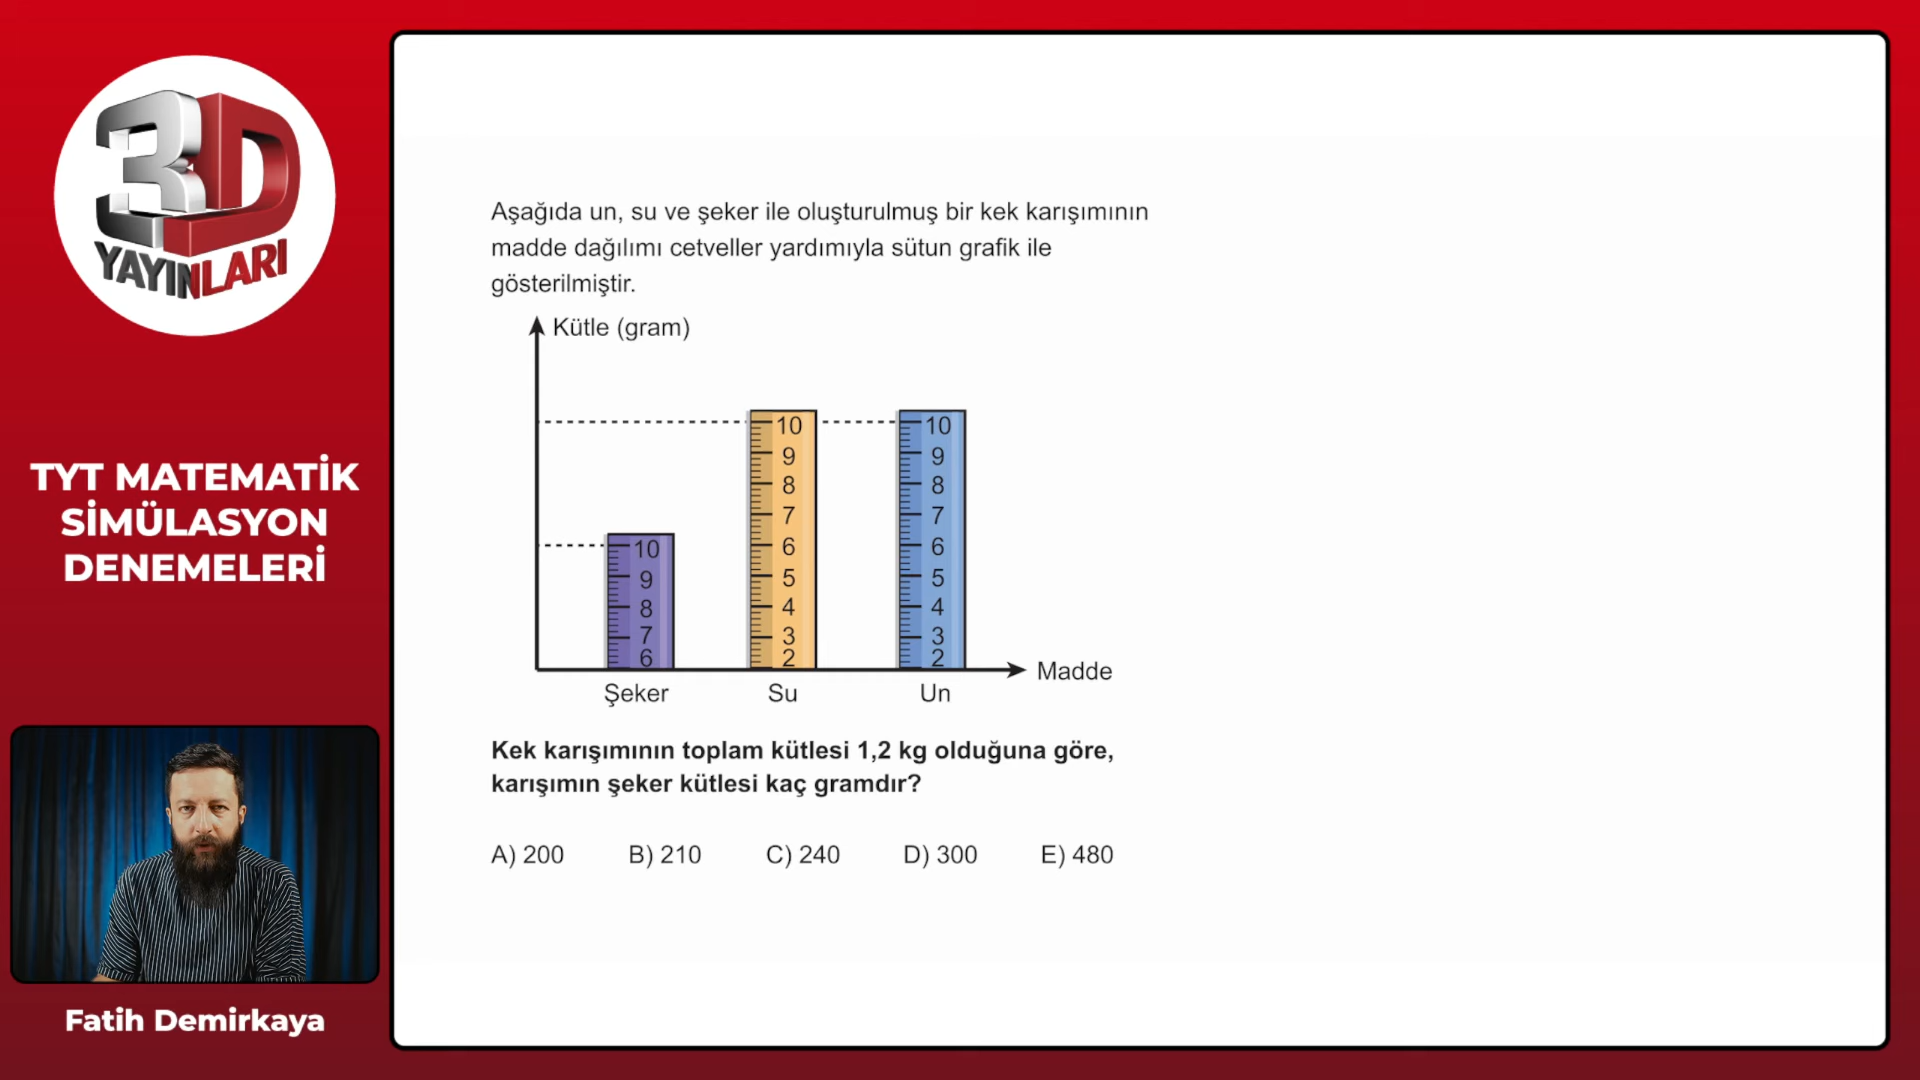 3D
YAYINLARI
TYT MATEMATİK
SİMÜLASYON
DENEMELERİ
Fatih Demirkaya
Aşağıda un, su ve şeker ile oluşturulmuş bir kek karışımının
madde dağılımı cetveller yardımıyla sütun grafik ile
gösterilmiştir.
Kütle (gram)
10
9
8
7
6
10
9
8
7
6
5
4
3
2
10
9
8
7
6
5
4
3
2
Madde
Şeker Su Un
Kek karışımının toplam kütlesi 1,2 kg olduğuna göre,
karışımın şeker kütlesi kaç gramdır?
A) 200 B) 210 C) 240 D) 300 E) 480